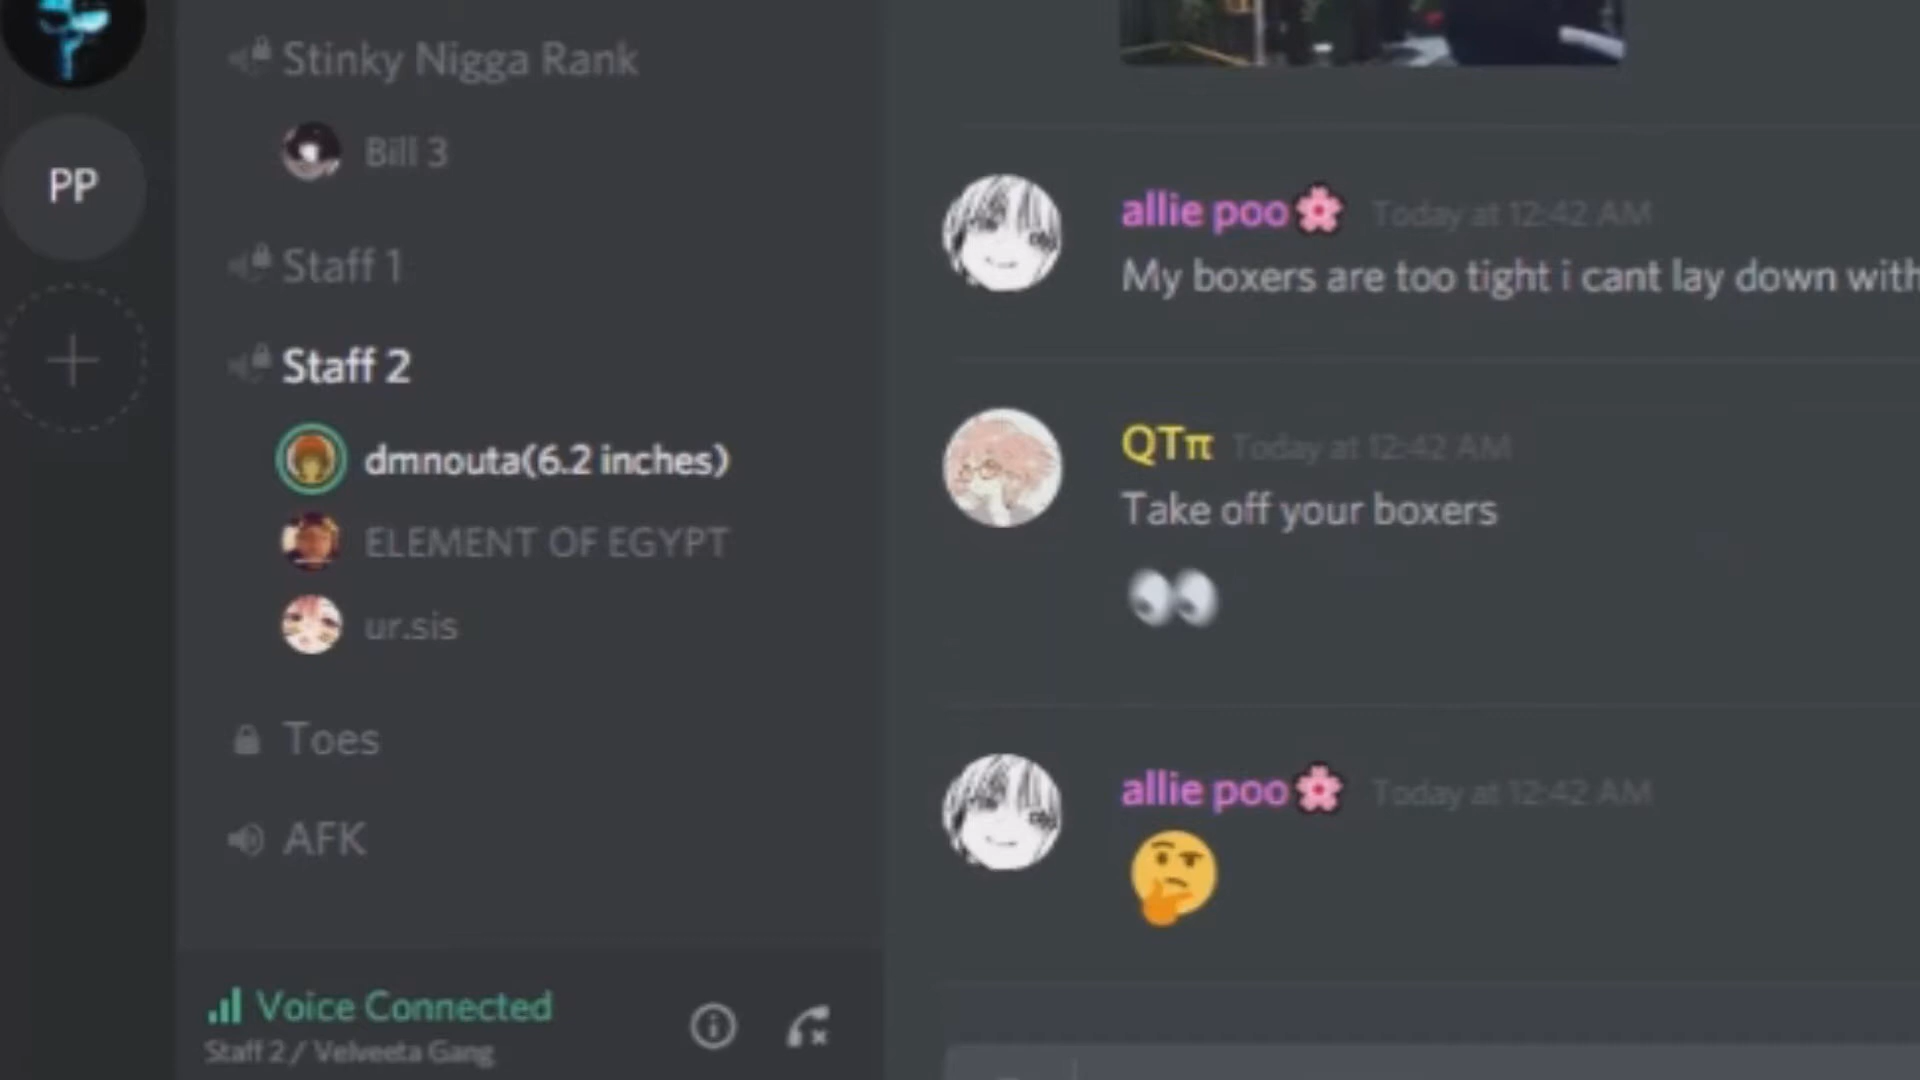 Stinky Nigga Rank
Bill 3
PP
Staff 1
Staff 2
dmnouta(6.2 inches)
ELEMENT OF EGYPT
ur.sis
Toes
AFK
Voice Connected
Staff 2 / Velveeta Gang
allie poo🌸 Today at 12:42 AM
My boxers are too tight i cant lay down with
QTπ Today at 12:42 AM
Take off your boxers
👀
allie poo🌸 Today at 12:42 AM
🤔